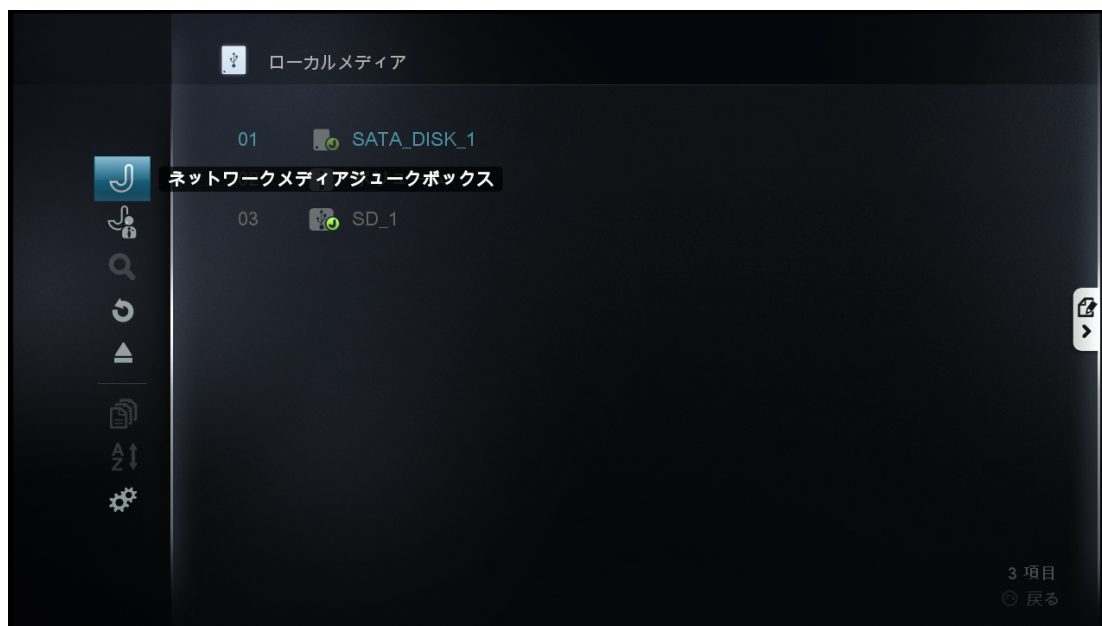 ローカルメディア
01 SATA_DISK_1
ネットワークメディアジュークボックス
03 SD_1
A
Z
3 項目
戻る